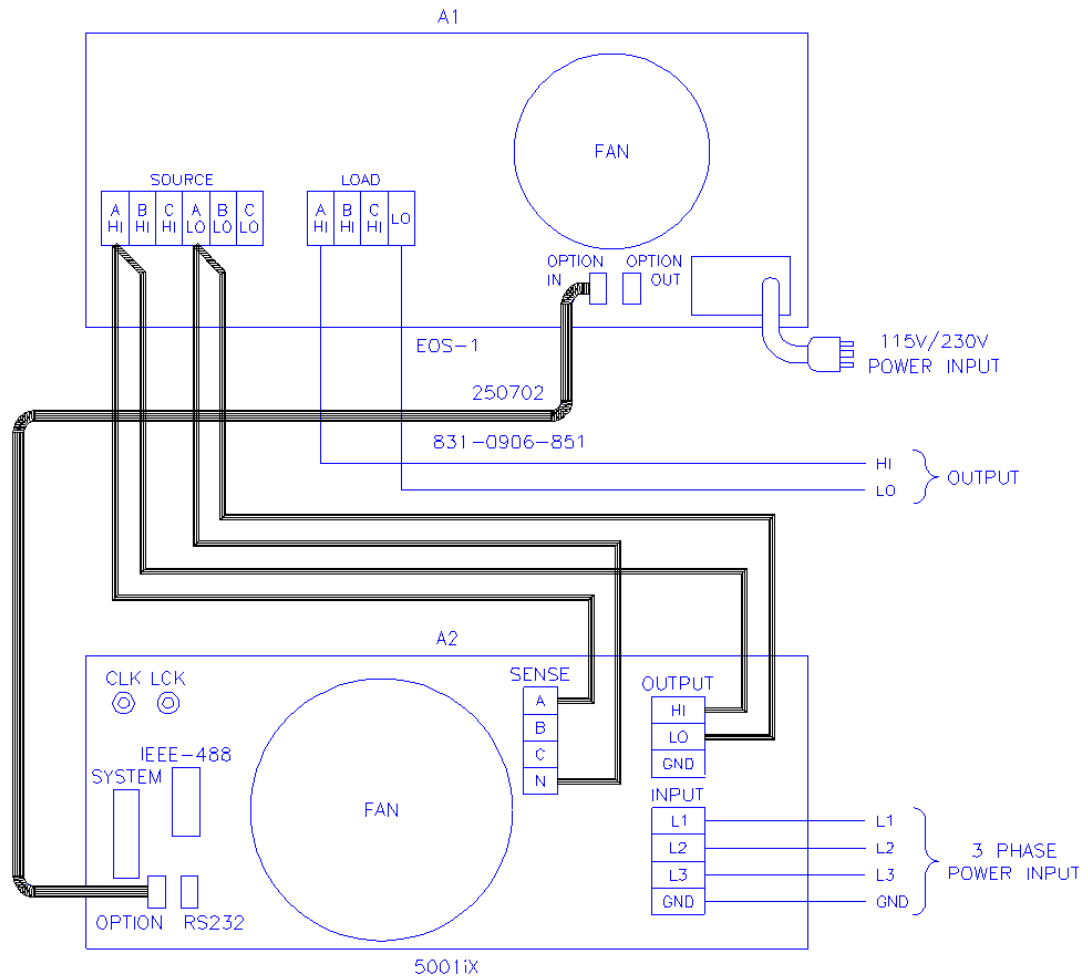 A1
FAN
SOURCE
A HI
B HI
C HI
A LO
B LO
C LO
LOAD
A HI
B HI
C HI
LO
OPTION IN
OPTION OUT
115V/230V
POWER INPUT
EOS-1
250702
831-0906-851
HI
LO
OUTPUT
A2
CLK LCK
SENSE
A
B
C
N
OUTPUT
HI
LO
GND
IEEE-488
SYSTEM
FAN
INPUT
L1
L2
L3
GND
L1
L2
L3
GND
3 PHASE
POWER INPUT
OPTION
RS232
5001iX